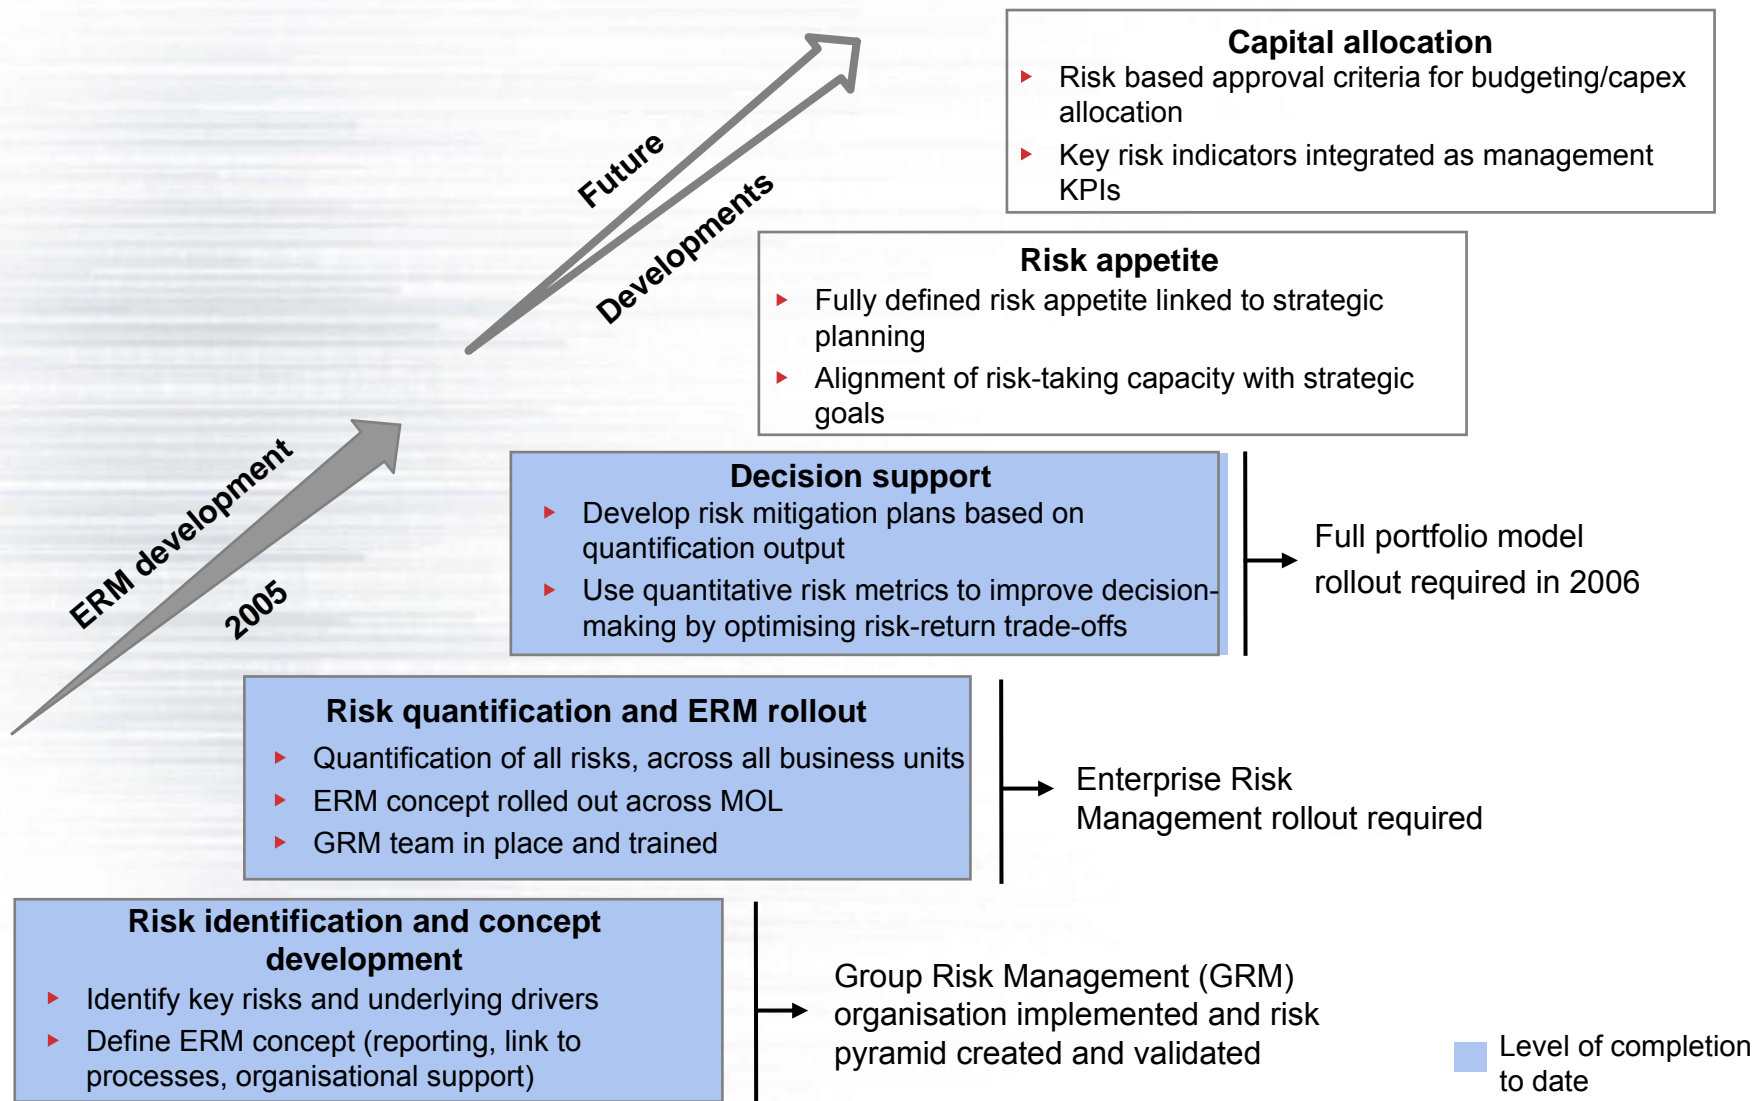 Capital allocation
Risk based approval criteria for budgeting/capex
allocation
Key risk indicators integrated as management
KPIs
Future
Developments
Risk appetite
Fully defined risk appetite linked to strategic
planning
Alignment of risk-taking capacity with strategic
goals
ERM development
2005
Decision support
Develop risk mitigation plans based on
quantification output
Use quantitative risk metrics to improve decision-
making by optimising risk-return trade-offs
Full portfolio model
rollout required in 2006
Risk quantification and ERM rollout
Quantification of all risks, across all business units
ERM concept rolled out across MOL
GRM team in place and trained
Enterprise Risk
Management rollout required
Risk identification and concept
development
Identify key risks and underlying drivers
Define ERM concept (reporting, link to
processes, organisational support)
Group Risk Management (GRM)
organisation implemented and risk
pyramid created and validated
Level of completion
to date